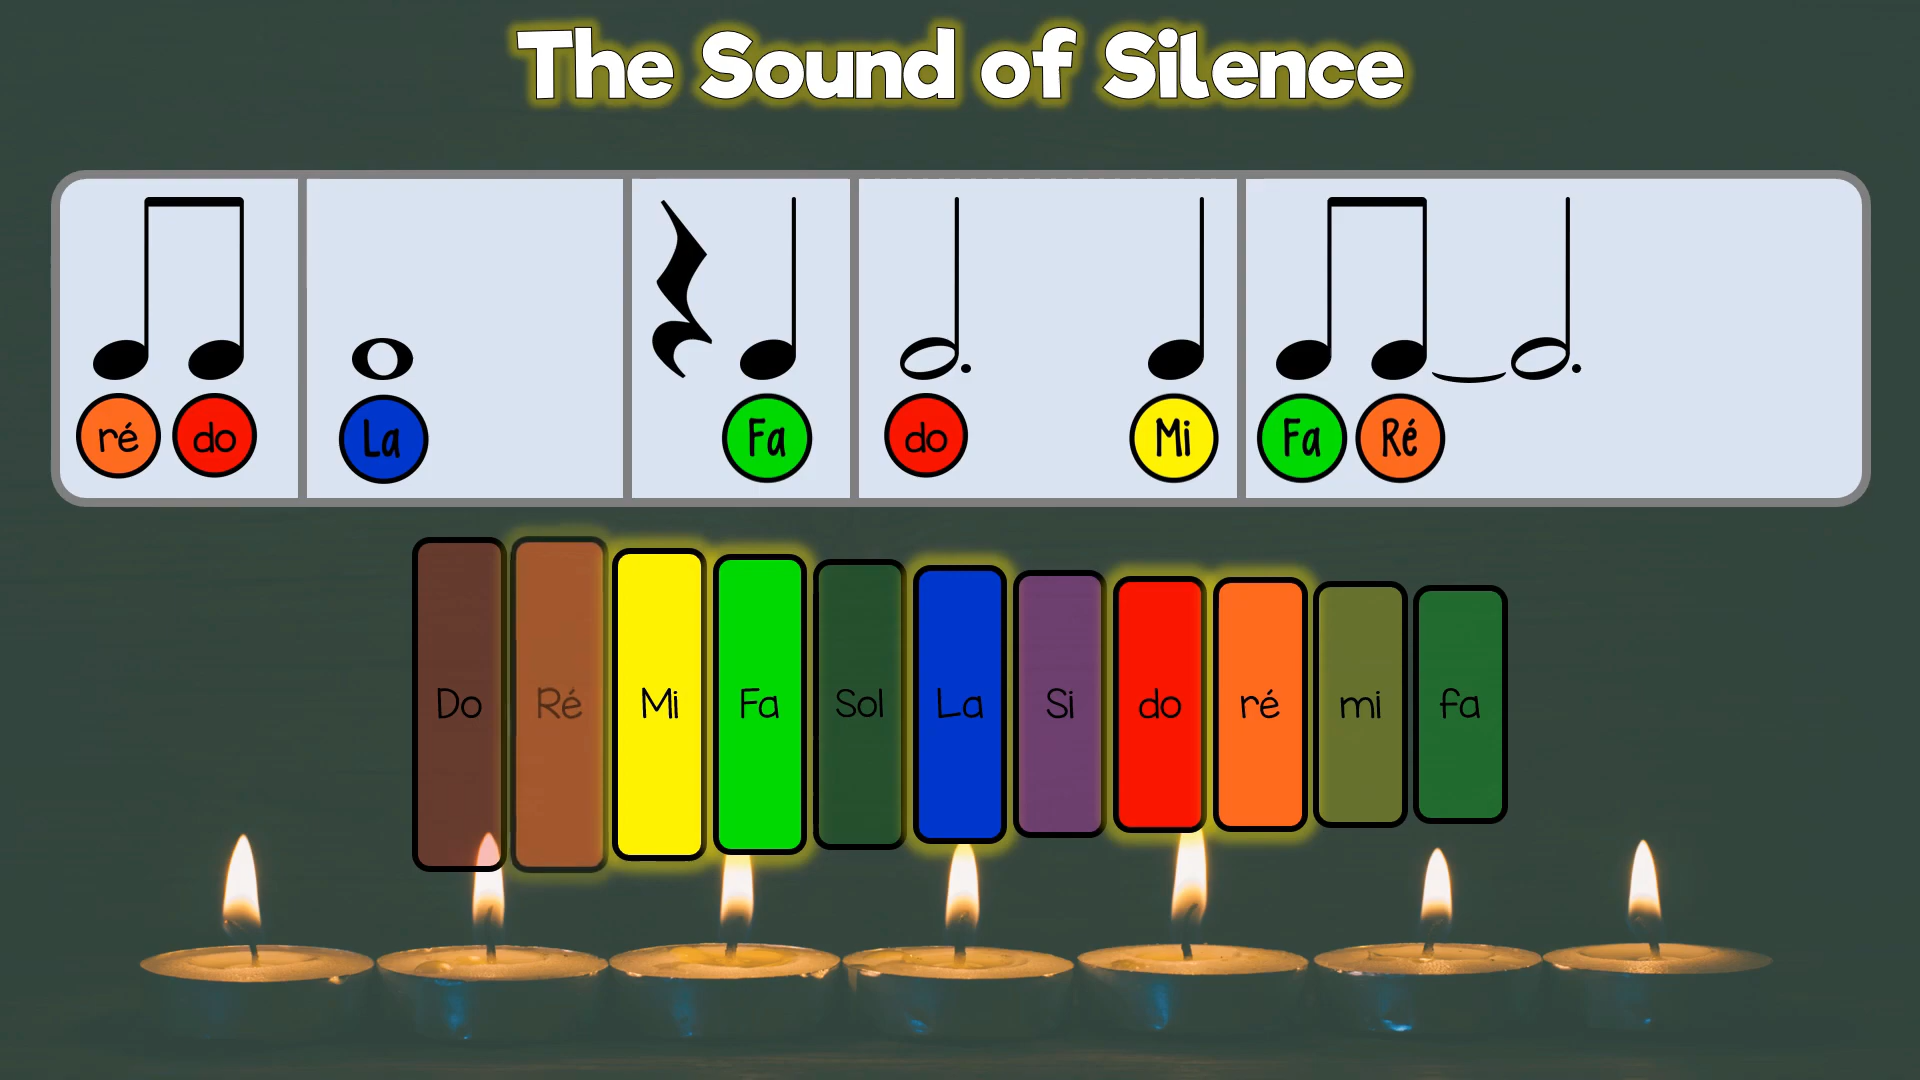 The Sound of Silence
ré do La Fa do Mi Fa Ré
Do Ré Mi Fa Sol La Si do ré mi fa